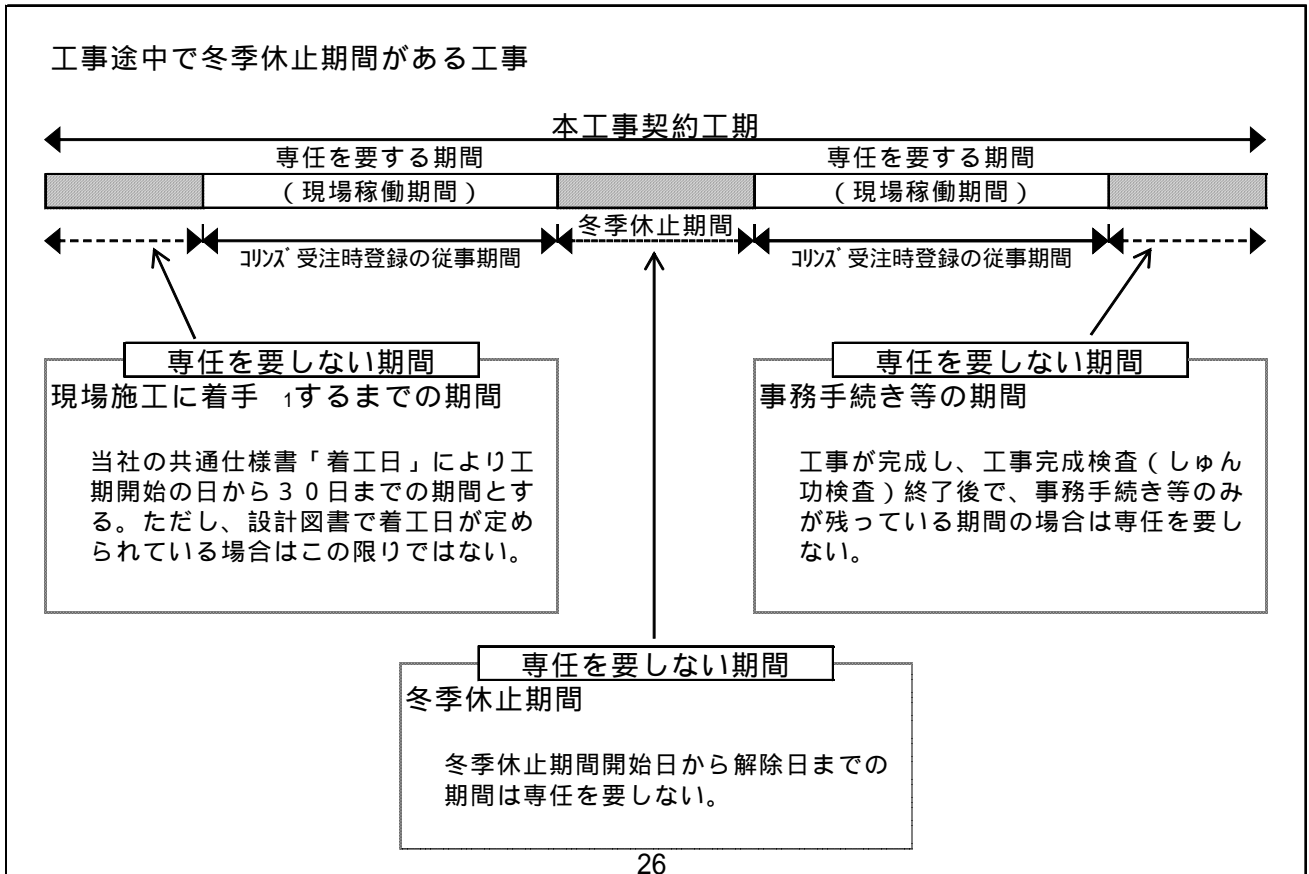 工事途中で冬季休止期間がある工事
本工事契約工期
専任を要する期間
専任を要する期間
(現場稼働期間)
(現場稼働期間)
冬季休止期間
ｺﾘﾝｽﾞ受注時登録の従事期間
ｺﾘﾝｽﾞ受注時登録の従事期間
専任を要しない期間
現場施工に着手 1するまでの期間
当社の共通仕様書「着工日」により工
期開始の日から３０日までの期間とす
る。ただし、設計図書で着工日が定め
られている場合はこの限りではない。
専任を要しない期間
事務手続き等の期間
工事が完成し、工事完成検査(しゅん
功検査)終了後で、事務手続き等のみ
が残っている期間の場合は専任を要し
ない。
専任を要しない期間
冬季休止期間
冬季休止期間開始日から解除日までの
期間は専任を要しない。
26